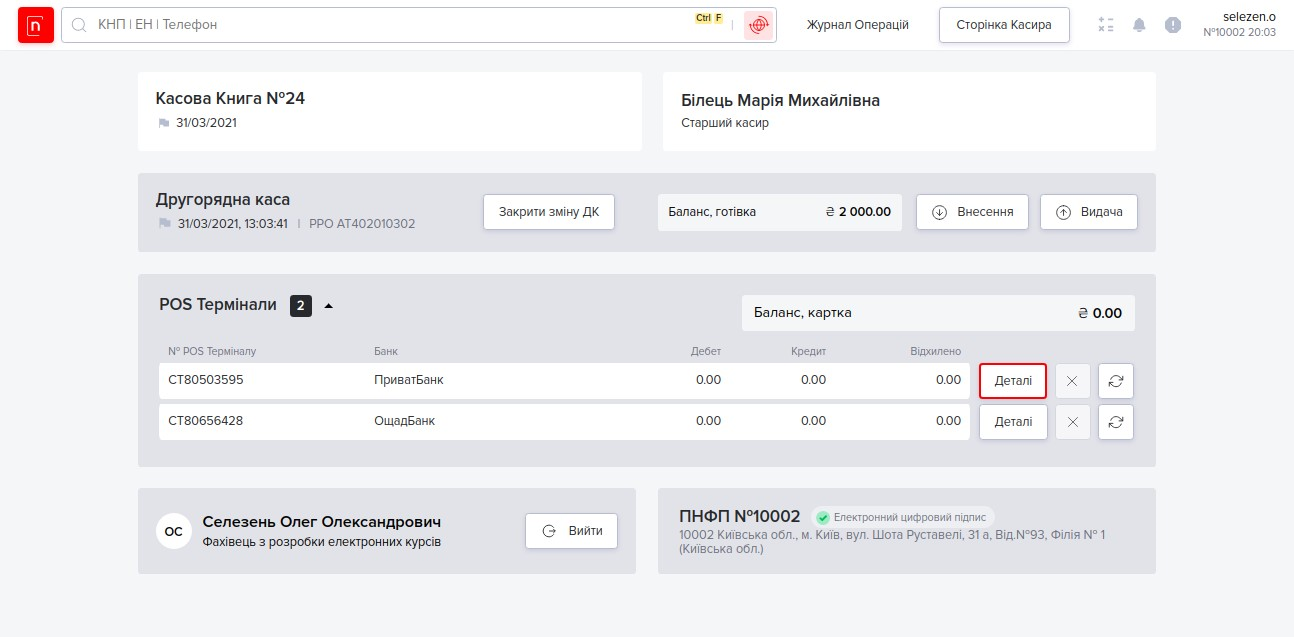 n
КНП | ЕН | Телефон
Ctrl F
Журнал Операцій
Сторінка Касира
selezen.o
№10002 20:03
Касова Книга №24
31/03/2021
Білець Марія Михайлівна
Старший касир
Другорядна каса
31/03/2021, 13:03:41 | РРО АТ402010302
Закрити зміну ДК
Баланс, готівка ₴ 2 000.00
Внесення
Видача
POS Термінали 2
Баланс, картка ₴ 0.00
№ POS Терміналу Банк Дебет Кредит Відхилено
СТ80503595 ПриватБанк 0.00 0.00 0.00 Деталі
СТ80656428 ОщадБанк 0.00 0.00 0.00 Деталі
ОС
Селезень Олег Олександрович
Фахівець з розробки електронних курсів
Вийти
ПНФП №10002 Електронний цифровий підпис
10002 Київська обл., м. Київ, вул. Шота Руставелі, 31 а, Від.№93, Філія № 1
(Київська обл.)